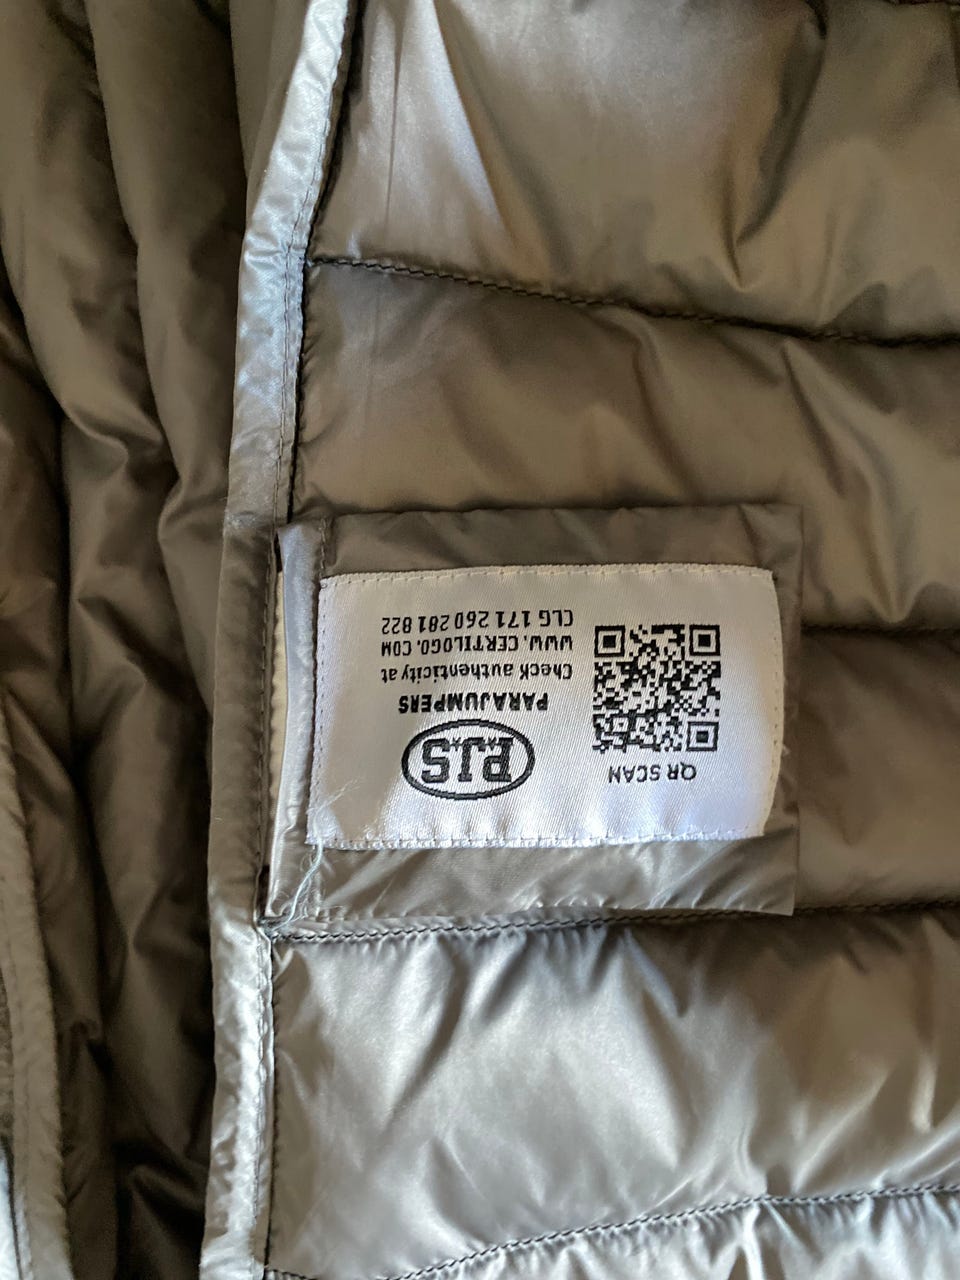 QR SCAN
PJS
PARAJUMPERS
Check authenticity at
WWW.CERTILOGO.COM
CLG 171 260 281 822